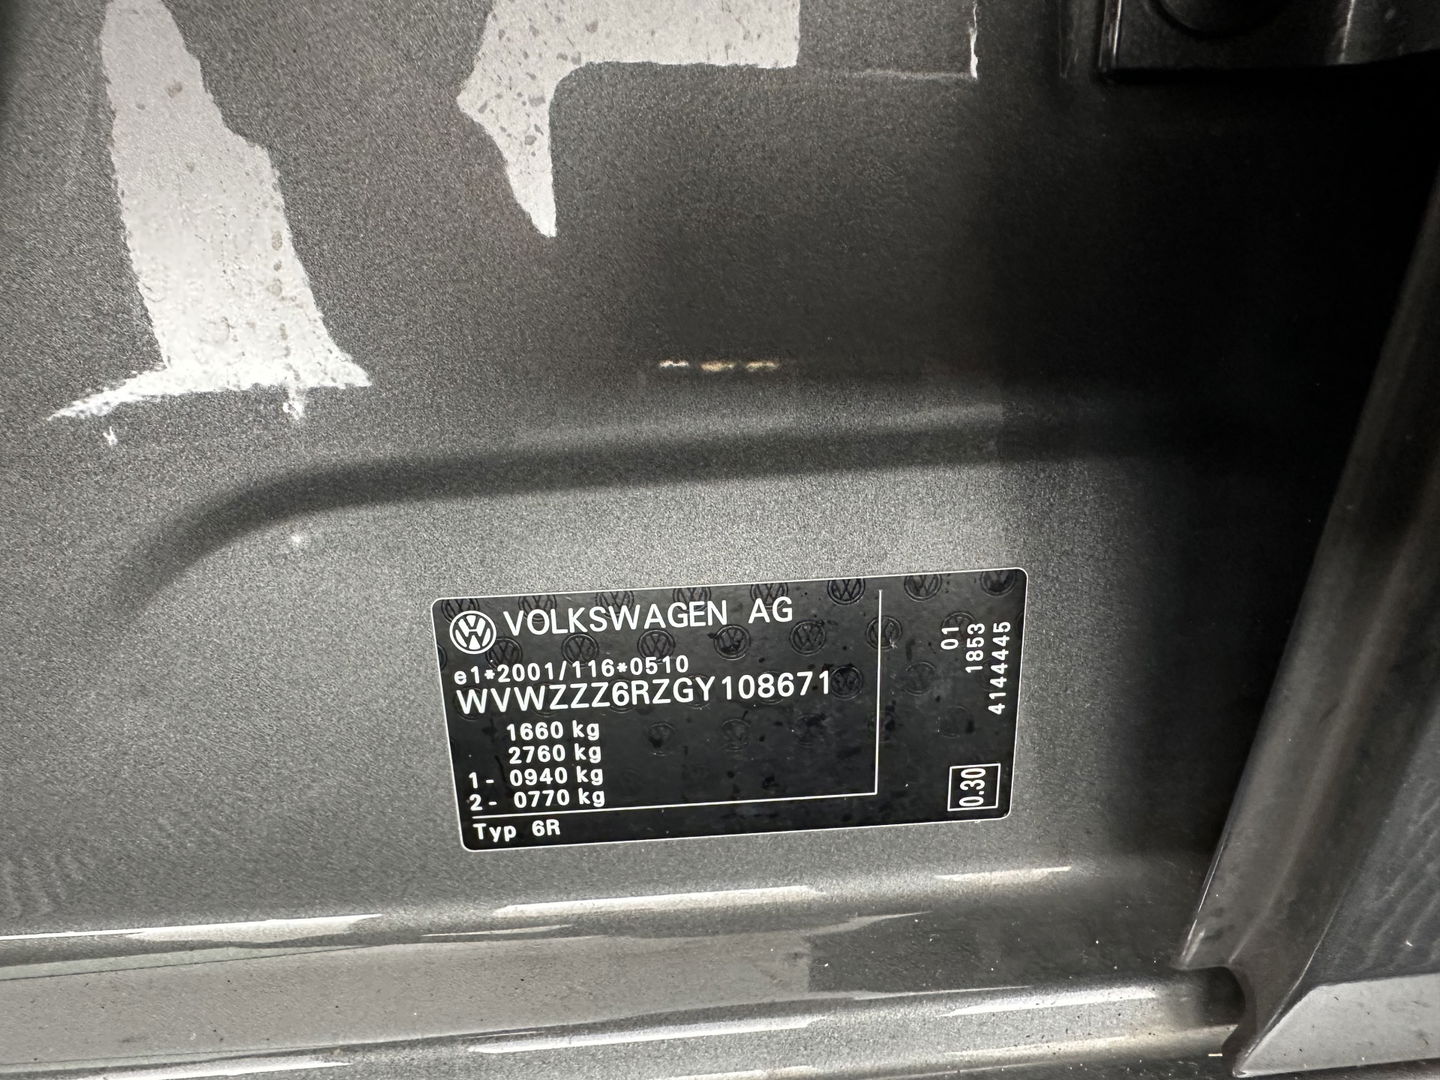 VOLKSWAGEN AG
e1*2001/116*0510
WVWZZZ6RZGY108671
1660 kg
2760 kg
1- 0940 kg
2- 0770 kg
Typ 6R
01
1853
4144445
0.30